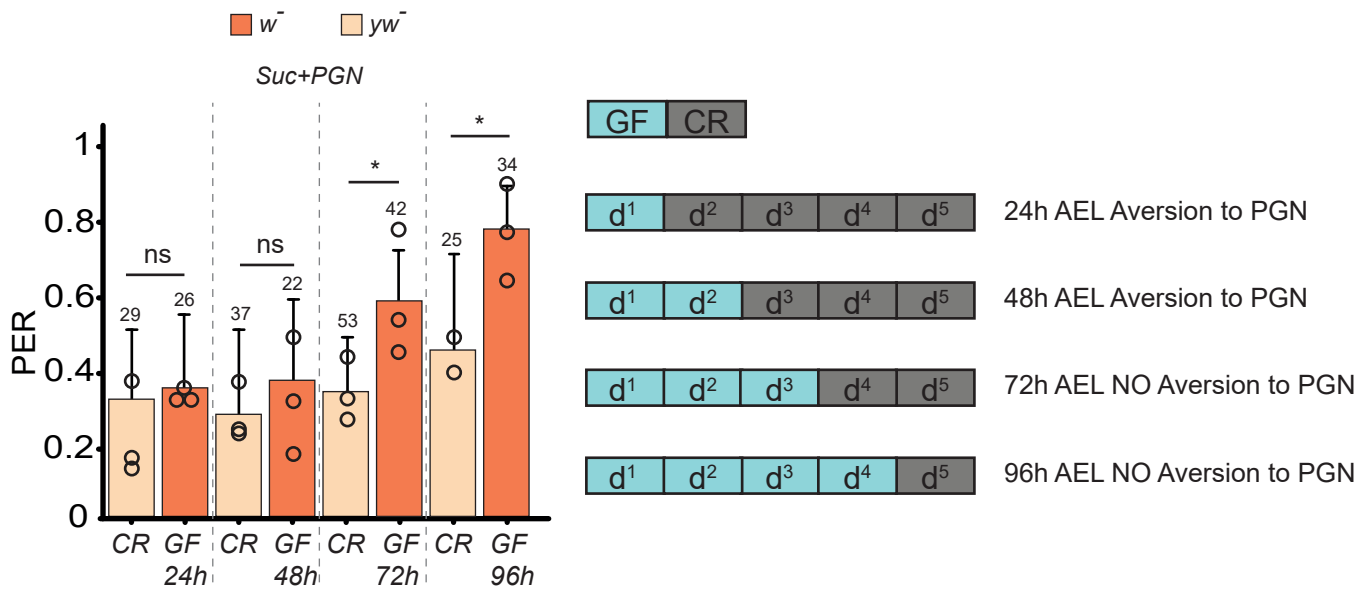 w⁻ yw⁻
Suc+PGN
PER
1
0.8
0.6
0.4
0.2
0
ns
ns
*
*
29
26
37
22
53
42
25
34
CR GF CR GF CR GF CR GF
24h 48h 72h 96h
GF CR
d¹ d² d³ d⁴ d⁵ 24h AEL Aversion to PGN
d¹ d² d³ d⁴ d⁵ 48h AEL Aversion to PGN
d¹ d² d³ d⁴ d⁵ 72h AEL NO Aversion to PGN
d¹ d² d³ d⁴ d⁵ 96h AEL NO Aversion to PGN